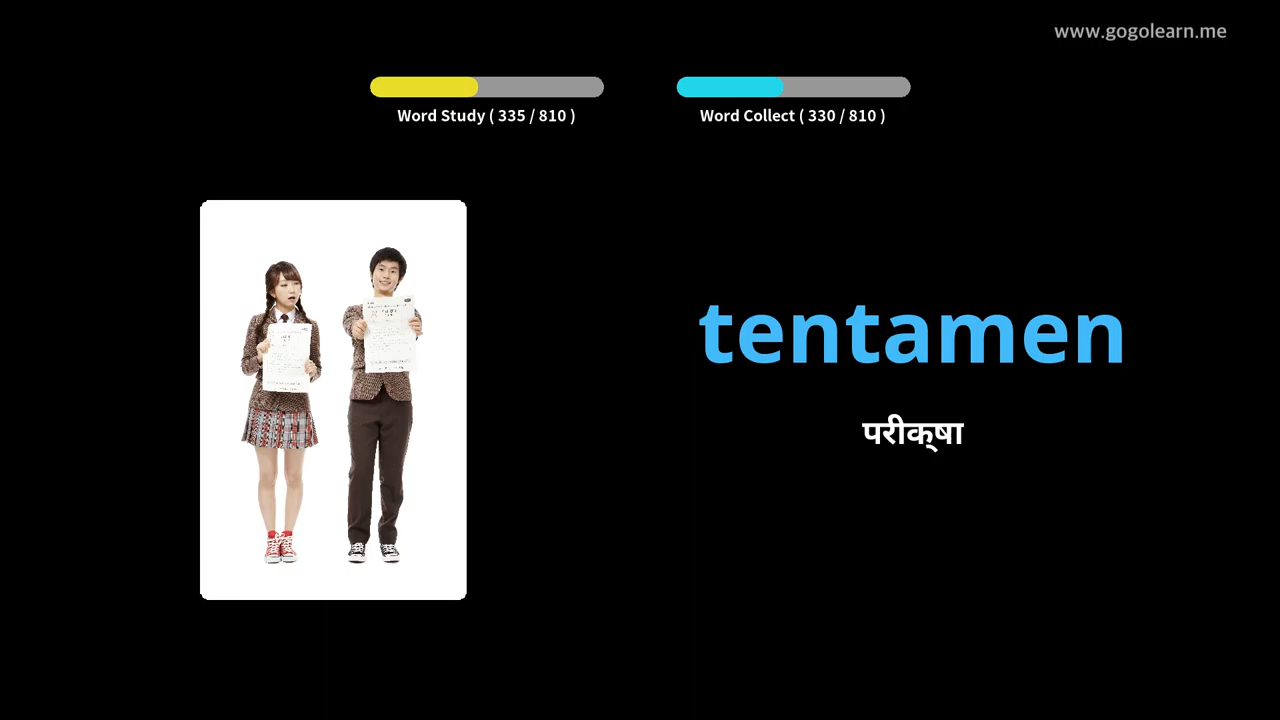 www.gogolearn.me
Word Study ( 335 / 810 )
Word Collect ( 330 / 810 )
tentamen
परीक्षा